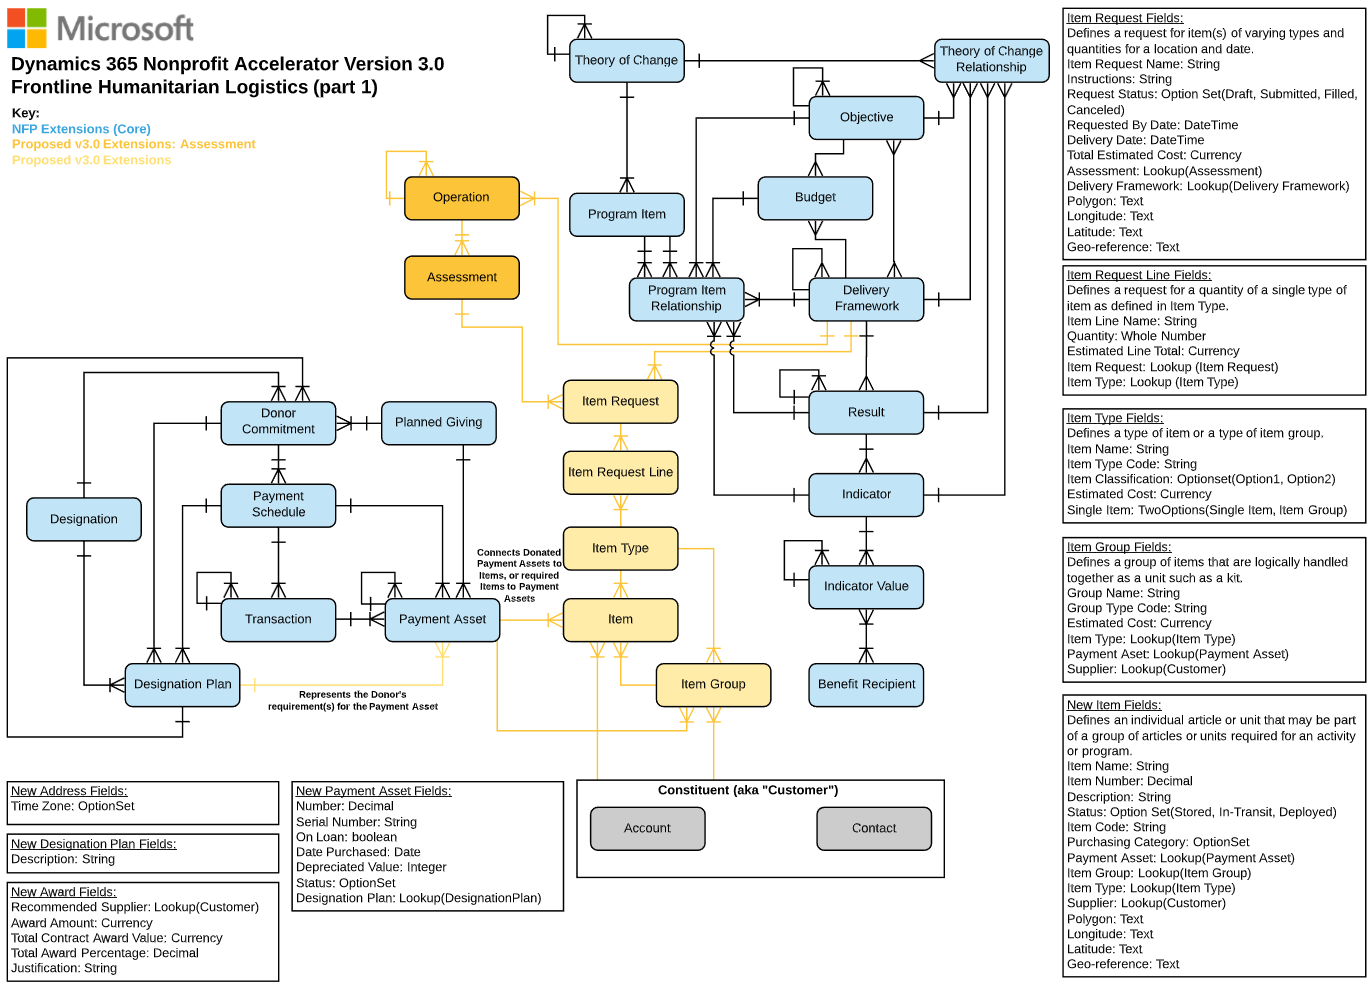 Microsoft
Dynamics 365 Nonprofit Accelerator Version 3.0
Frontline Humanitarian Logistics (part 1)
Key:
NFP Extensions (Core)
Proposed v3.0 Extensions: Assessment
Proposed v3.0 Extensions
Theory of Change
Theory of Change
Relationship
Objective
Operation
Budget
Program Item
Assessment
Program Item
Relationship
Delivery
Framework
Item Request
Result
Donor
Commitment
Planned Giving
Item Request Line
Indicator
Payment
Schedule
Designation
Item Type
Connects Donated
Payment Assets to
Items, or required
Items to Payment
Assets
Indicator Value
Transaction
Payment Asset
Item
Designation Plan
Represents the Donor's
requirement(s) for the Payment Asset
Item Group
Benefit Recipient
Constituent (aka "Customer")
Account
Contact
New Address Fields:
Time Zone: OptionSet
New Designation Plan Fields:
Description: String
New Award Fields:
Recommended Supplier: Lookup(Customer)
Award Amount: Currency
Total Contract Award Value: Currency
Total Award Percentage: Decimal
Justification: String
New Payment Asset Fields:
Number: Decimal
Serial Number: String
On Loan: boolean
Date Purchased: Date
Depreciated Value: Integer
Status: OptionSet
Designation Plan: Lookup(DesignationPlan)
Item Request Fields:
Defines a request for item(s) of varying types and
quantities for a location and date.
Item Request Name: String
Instructions: String
Request Status: Option Set(Draft, Submitted, Filled,
Canceled)
Requested By Date: DateTime
Delivery Date: DateTime
Total Estimated Cost: Currency
Assessment: Lookup(Assessment)
Delivery Framework: Lookup(Delivery Framework)
Polygon: Text
Longitude: Text
Latitude: Text
Geo-reference: Text
Item Request Line Fields:
Defines a request for a quantity of a single type of
item as defined in Item Type.
Item Line Name: String
Quantity: Whole Number
Estimated Line Total: Currency
Item Request: Lookup (Item Request)
Item Type: Lookup (Item Type)
Item Type Fields:
Defines a type of item or a type of item group.
Item Name: String
Item Type Code: String
Item Classification: Optionset(Option1, Option2)
Estimated Cost: Currency
Single Item: TwoOptions(Single Item, Item Group)
Item Group Fields:
Defines a group of items that are logically handled
together as a unit such as a kit.
Group Name: String
Group Type Code: String
Estimated Cost: Currency
Item Type: Lookup(Item Type)
Payment Aset: Lookup(Payment Asset)
Supplier: Lookup(Customer)
New Item Fields:
Defines an individual article or unit that may be part
of a group of articles or units required for an activity
or program.
Item Name: String
Item Number: Decimal
Description: String
Status: Option Set(Stored, In-Transit, Deployed)
Item Code: String
Purchasing Category: OptionSet
Payment Asset: Lookup(Payment Asset)
Item Group: Lookup(Item Group)
Item Type: Lookup(Item Type)
Supplier: Lookup(Customer)
Polygon: Text
Longitude: Text
Latitude: Text
Geo-reference: Text